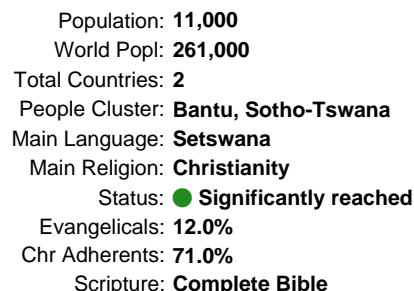 Population: 11,000
World Popl: 261,000
Total Countries: 2
People Cluster: Bantu, Sotho-Tswana
Main Language: Setswana
Main Religion: Christianity
Status: Significantly reached
Evangelicals: 12.0%
Chr Adherents: 71.0%
Scripture: Complete Bible